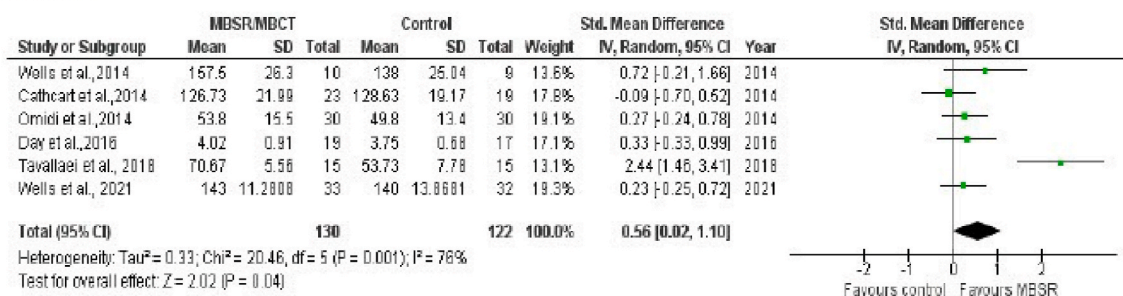 MBSR/MBCT Control Std. Mean Difference Std. Mean Difference
Study or Subgroup Mean SD Total Mean SD Total Weight IV, Random, 95% CI Year IV, Random, 95% CI
Wells et al.,2014 157.5 26.3 10 138 25.04 9 13.6% 0.72 [-0.21, 1.66] 2014
Cathcart et al.,2014 126.73 21.99 23 128.63 19.17 19 17.8% -0.09 [-0.70, 0.52] 2014
Omidi et al.,2014 53.8 15.5 30 49.8 13.4 30 19.1% 0.27 [-0.24, 0.78] 2014
Day et al.,2016 4.02 0.91 19 3.75 0.68 17 17.1% 0.33 [-0.33, 0.99] 2016
Tavallaei et al., 2018 70.67 5.56 15 53.73 7.78 15 13.1% 2.44 [1.46, 3.41] 2018
Wells et al., 2021 143 11.2808 33 140 13.8681 32 19.3% 0.23 [-0.25, 0.72] 2021
Total (95% CI) 130 122 100.0% 0.56 [0.02, 1.10]
Heterogeneity: Tau² = 0.33; Chi² = 20.46, df = 5 (P = 0.001); I² = 76%
Test for overall effect: Z = 2.02 (P = 0.04)
-2 -1 0 1 2
Favours control Favours MBSR